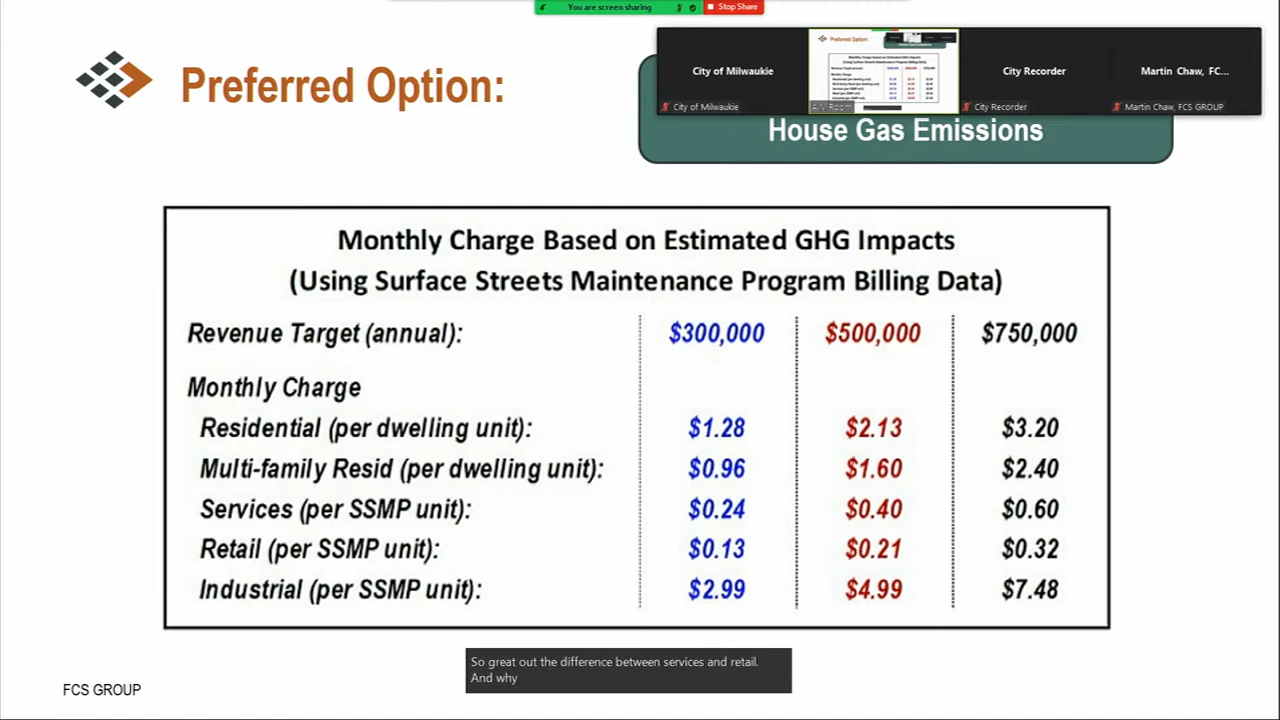 You are screen sharing
Stop Share
Preferred Option:
City of Milwaukie
City Recorder
Martin Chaw, FC...
City of Milwaukie
City Recorder
Martin Chaw, FCS GROUP
House Gas Emissions
Monthly Charge Based on Estimated GHG Impacts
(Using Surface Streets Maintenance Program Billing Data)
Revenue Target (annual): $300,000 $500,000 $750,000
Monthly Charge
Residential (per dwelling unit): $1.28 $2.13 $3.20
Multi-family Resid (per dwelling unit): $0.96 $1.60 $2.40
Services (per SSMP unit): $0.24 $0.40 $0.60
Retail (per SSMP unit): $0.13 $0.21 $0.32
Industrial (per SSMP unit): $2.99 $4.99 $7.48
So great out the difference between services and retail.
And why
FCS GROUP